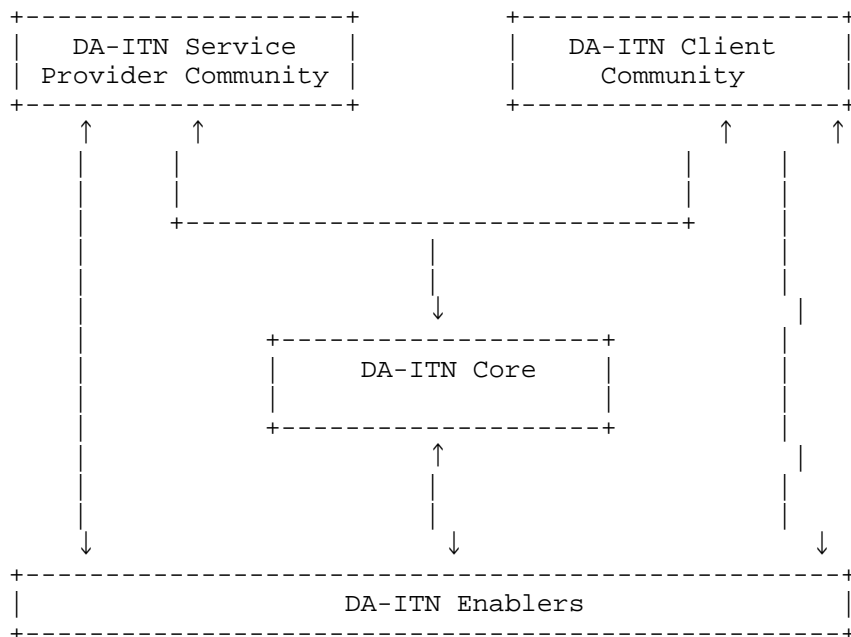 DA-ITN Service
Provider Community
DA-ITN Client
Community
DA-ITN Core
DA-ITN Enablers